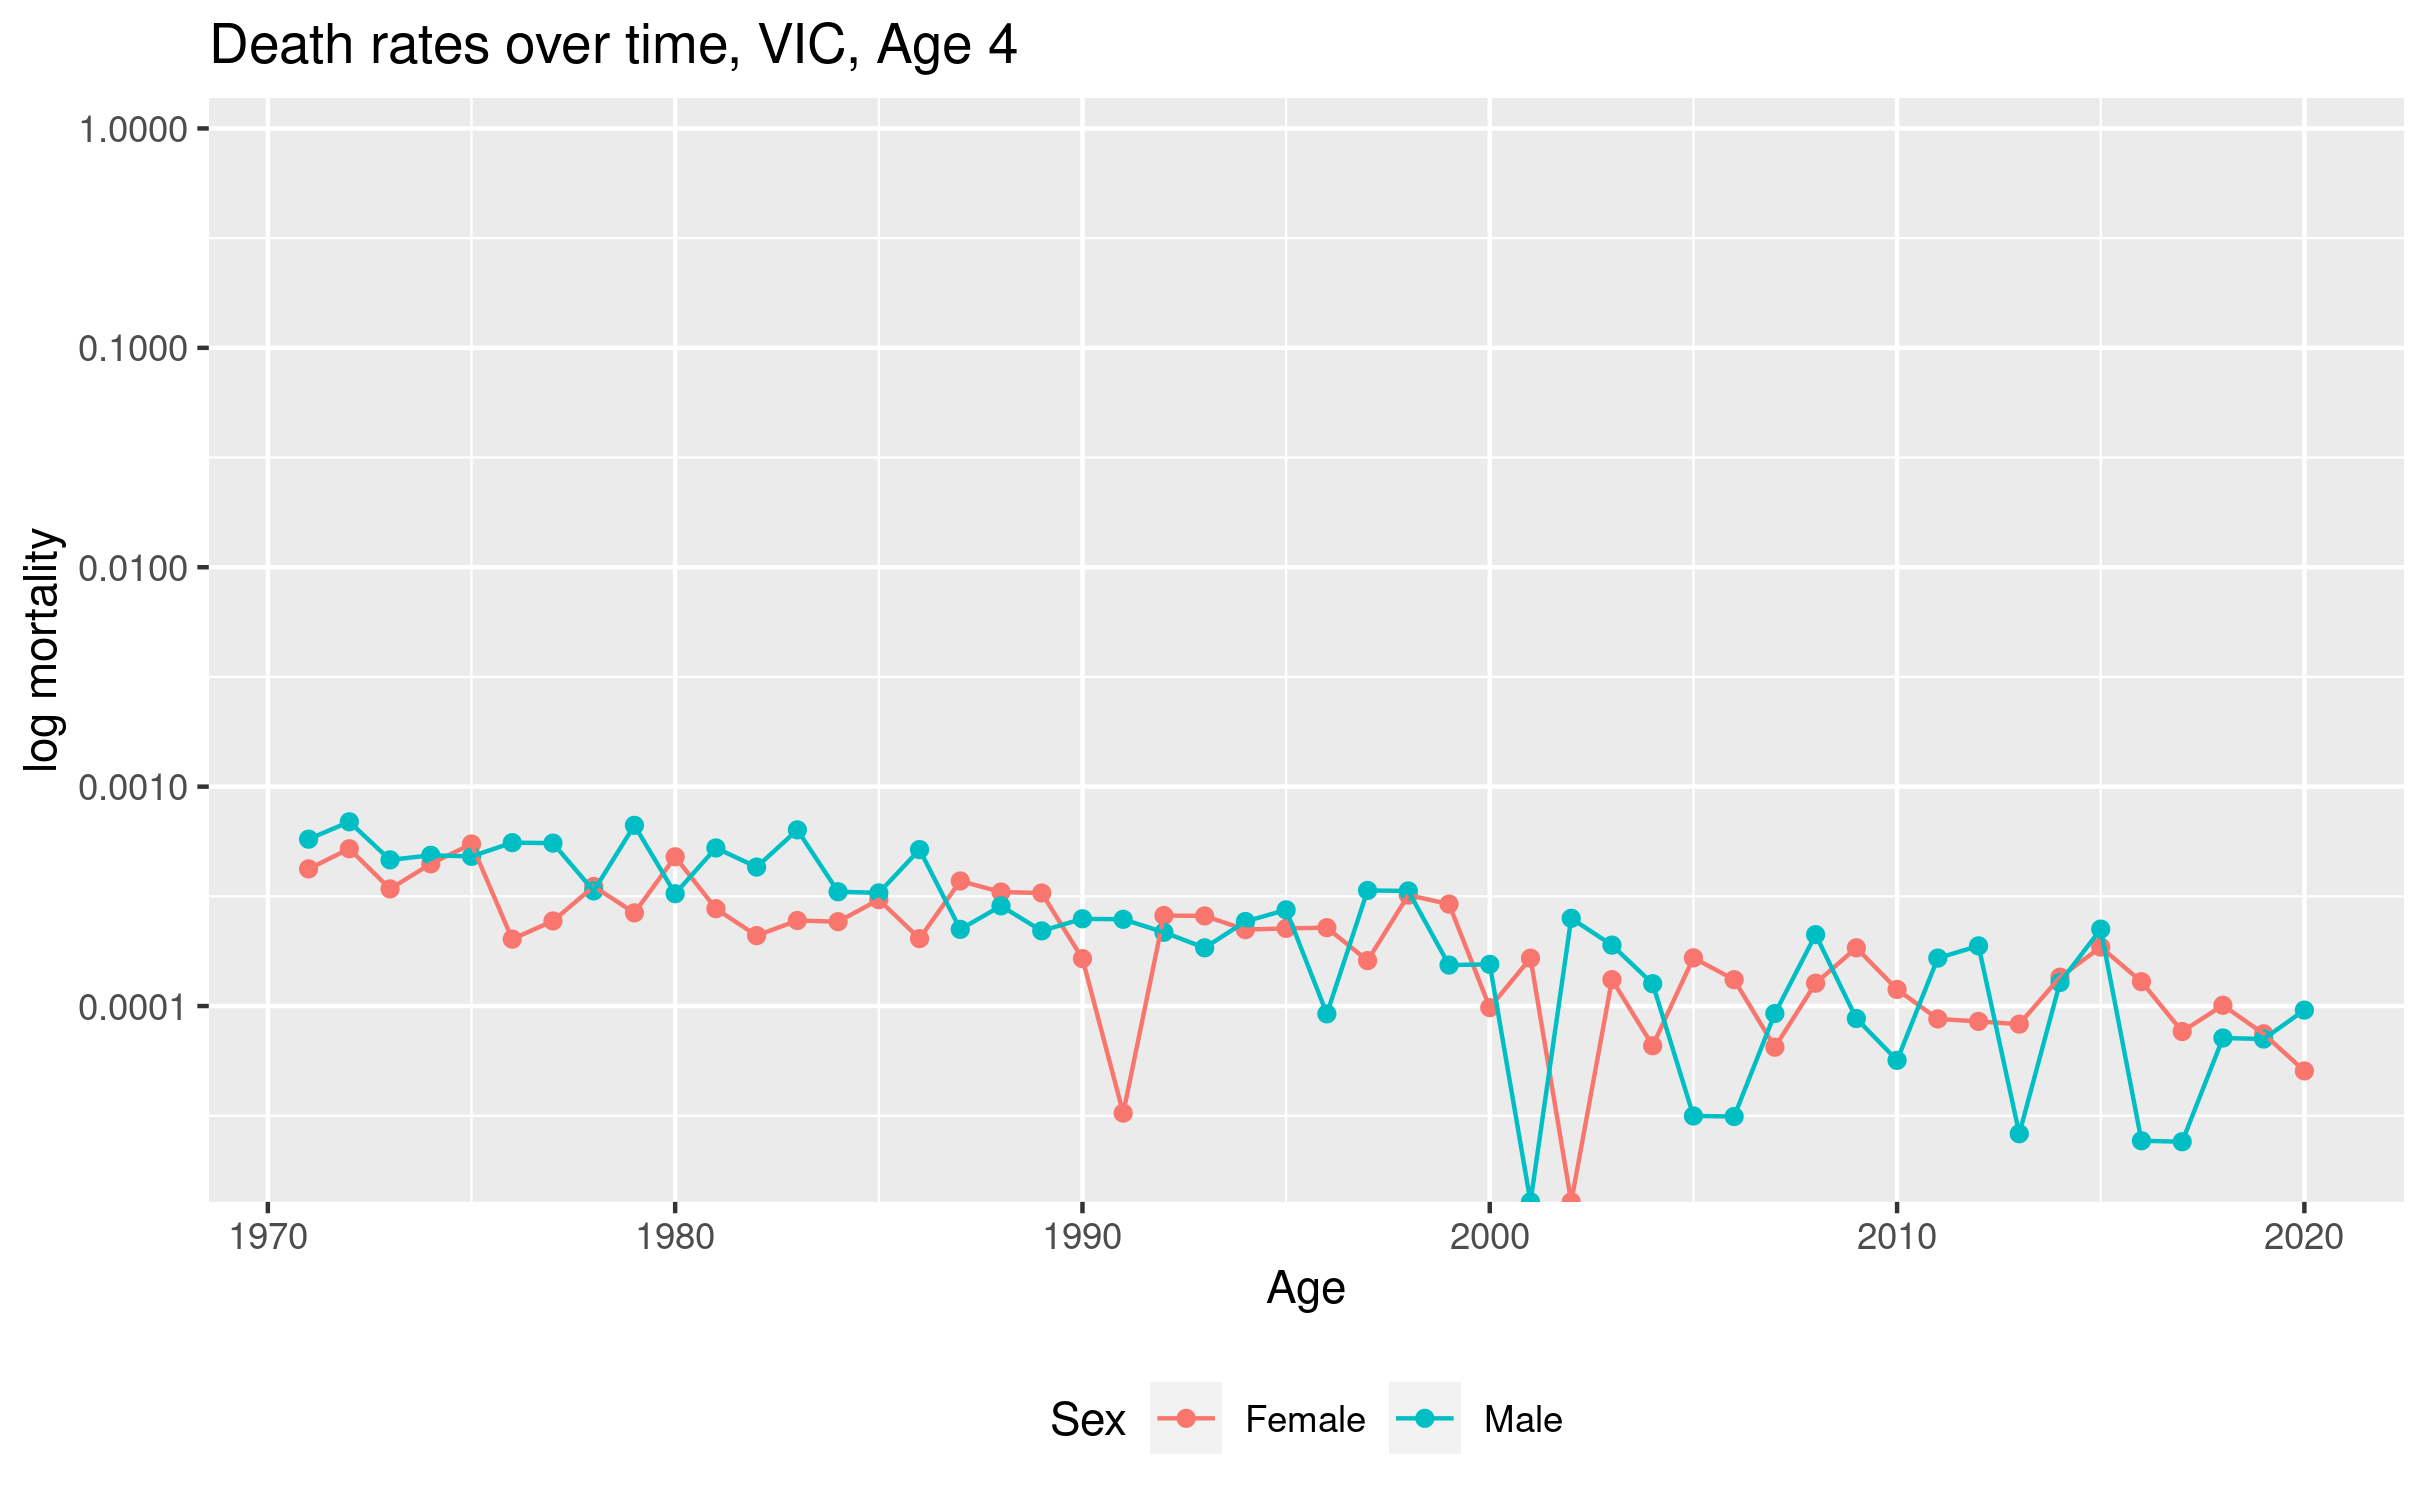 Death rates over time, VIC, Age 4
log mortality
1.0000
0.1000
0.0100
0.0010
0.0001
1970 1980 1990 2000 2010 2020
Age
Sex Female Male